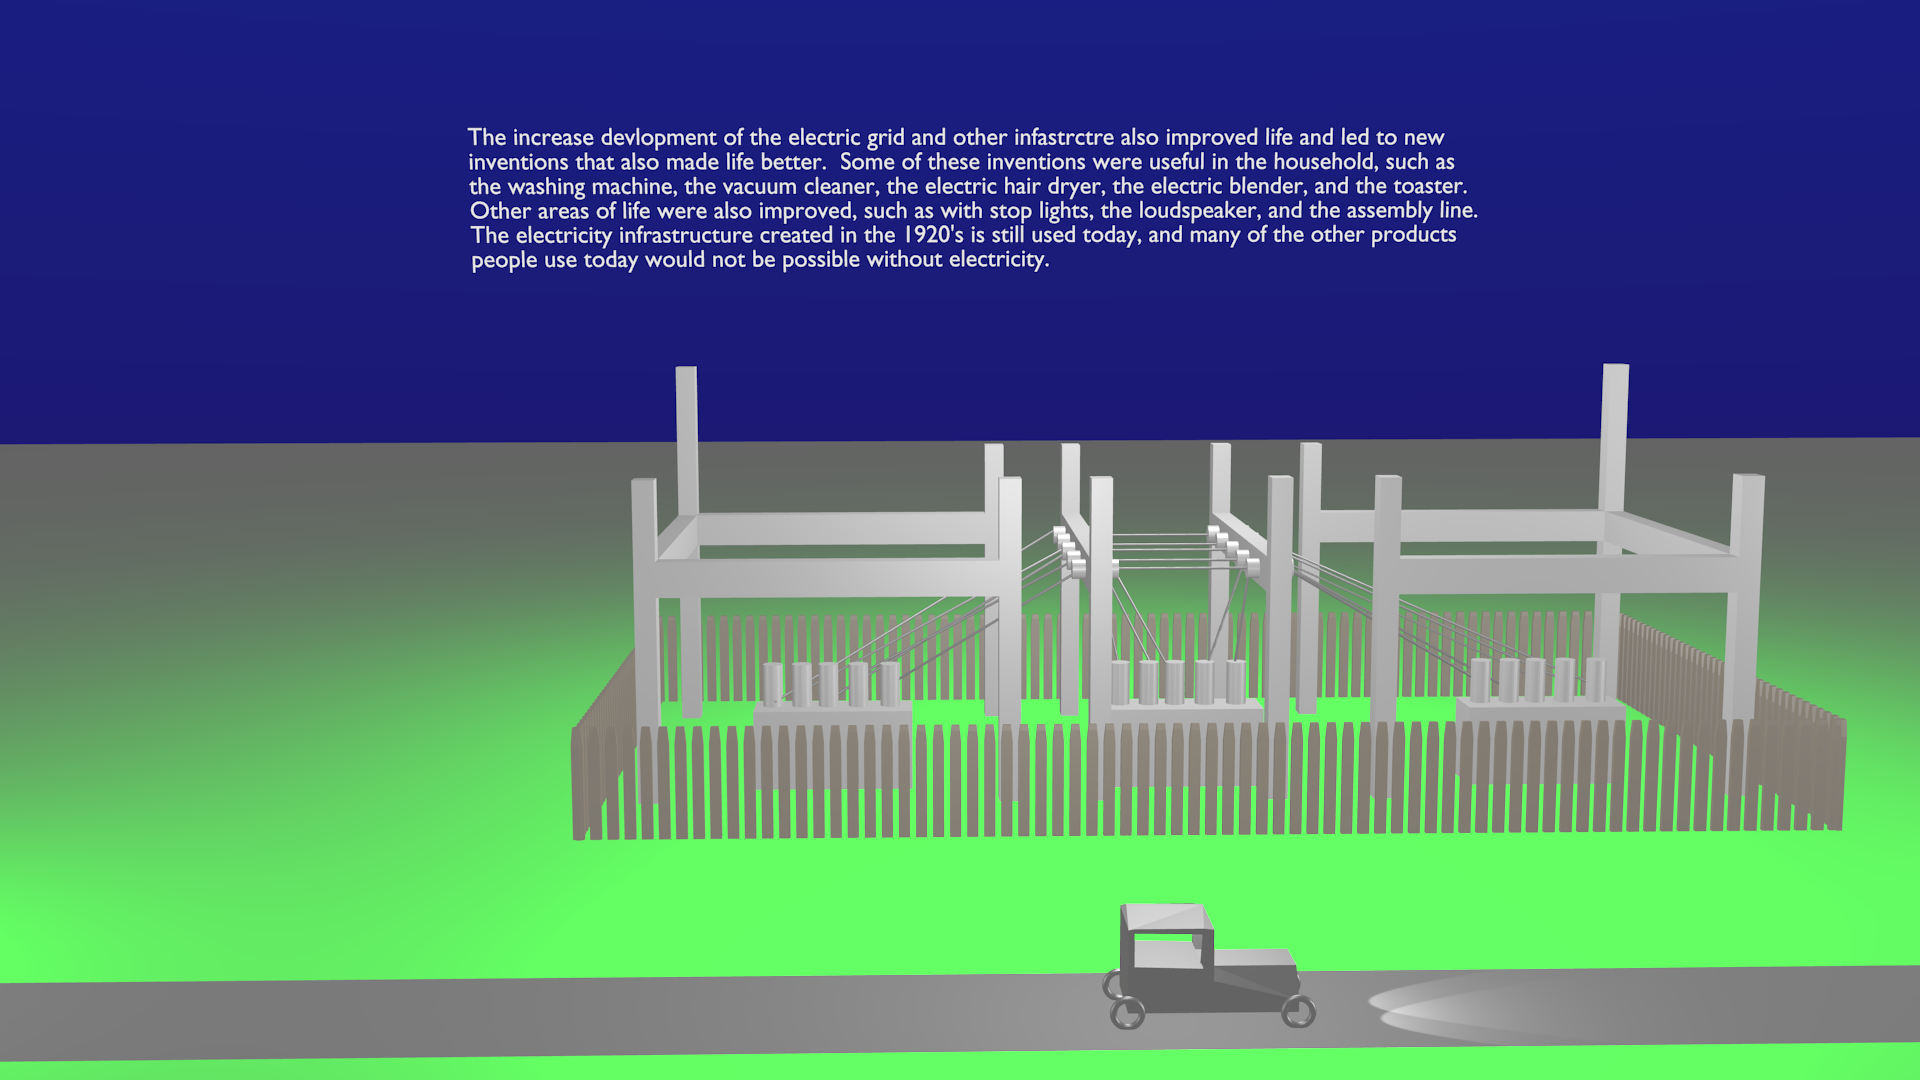 The increase devlopment of the electric grid and other infastrctre also improved life and led to new
inventions that also made life better.  Some of these inventions were useful in the household, such as
the washing machine, the vacuum cleaner, the electric hair dryer, the electric blender, and the toaster.
Other areas of life were also improved, such as with stop lights, the loudspeaker, and the assembly line.
The electricity infrastructure created in the 1920's is still used today, and many of the other products
people use today would not be possible without electricity.